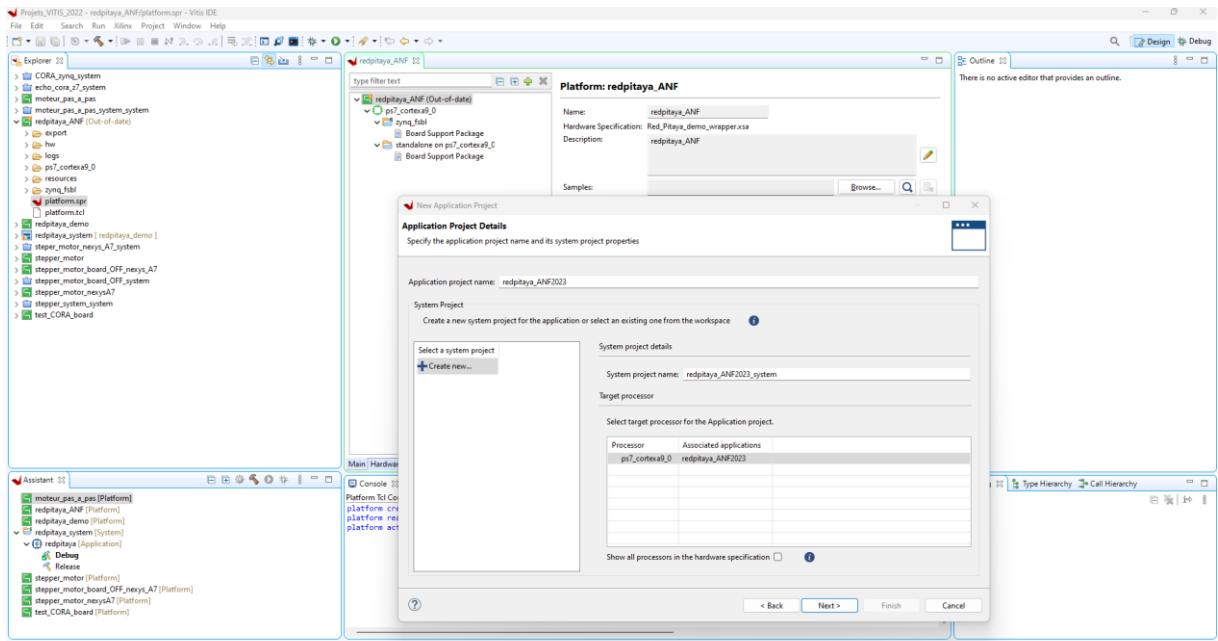 Projets_VITIS_2022 - redpitaya_ANF/platform.spr - Vitis IDE
File Edit Search Run Xilinx Project Window Help
Design Debug
Explorer
CORA_zynq_system
echo_cora_z7_system
moteur_pas_a_pas
moteur_pas_a_pas_system_system
redpitaya_ANF (Out-of-date)
export
hw
logs
ps7_cortexa9_0
resources
zynq_fsbl
platform.spr
platform.tcl
redpitaya_demo
redpitaya_system [ redpitaya_demo ]
steper_motor_nexys_A7_system
stepper_motor
stepper_motor_board_OFF_nexys_A7
stepper_motor_board_OFF_system
stepper_motor_nexysA7
stepper_system_system
test_CORA_board
redpitaya_ANF
type filter text
redpitaya_ANF (Out-of-date)
ps7_cortexa9_0
zynq_fsbl
Board Support Package
standalone on ps7_cortexa9_0
Board Support Package
Platform: redpitaya_ANF
Name: redpitaya_ANF
Hardware Specification: Red_Pitaya_demo_wrapper.xsa
Description: redpitaya_ANF
Samples: Browse...
Main Hardwa
Outline
There is no active editor that provides an outline.
New Application Project
Application Project Details
Specify the application project name and its system project properties
Application project name: redpitaya_ANF2023
System Project
Create a new system project for the application or select an existing one from the workspace
Select a system project
Create new...
System project details
System project name: redpitaya_ANF2023_system
Target processor
Select target processor for the Application project.
Processor Associated applications
ps7_cortexa9_0 redpitaya_ANF2023
Show all processors in the hardware specification
< Back Next > Finish Cancel
Assistant
moteur_pas_a_pas [Platform]
redpitaya_ANF [Platform]
redpitaya_demo [Platform]
redpitaya_system [System]
redpitaya [Application]
Debug
Release
stepper_motor [Platform]
stepper_motor_board_OFF_nexys_A7 [Platform]
stepper_motor_nexysA7 [Platform]
test_CORA_board [Platform]
Console
Platform Tcl Co
platform cre
platform rea
platform act
Type Hierarchy Call Hierarchy